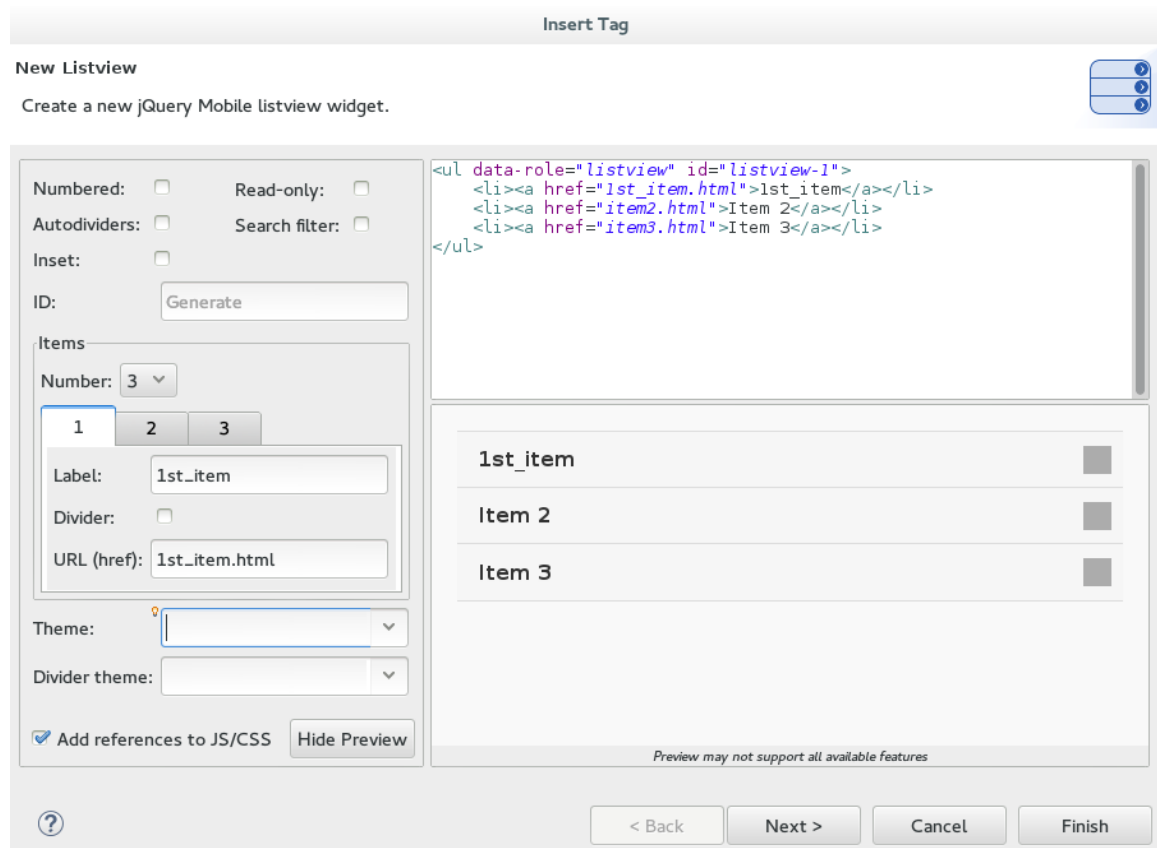 Insert Tag
New Listview
Create a new jQuery Mobile listview widget.
Numbered:
Read-only:
Autodividers:
Search filter:
Inset:
ID:
Generate
Items
Number: 3
1 2 3
Label: 1st_item
Divider:
URL (href): 1st_item.html
Theme:
Divider theme:
Add references to JS/CSS
Hide Preview
<ul data-role="listview" id="listview-1">
    <li><a href="1st_item.html">1st_item</a></li>
    <li><a href="item2.html">Item 2</a></li>
    <li><a href="item3.html">Item 3</a></li>
</ul>
1st_item
Item 2
Item 3
Preview may not support all available features
?
< Back
Next >
Cancel
Finish